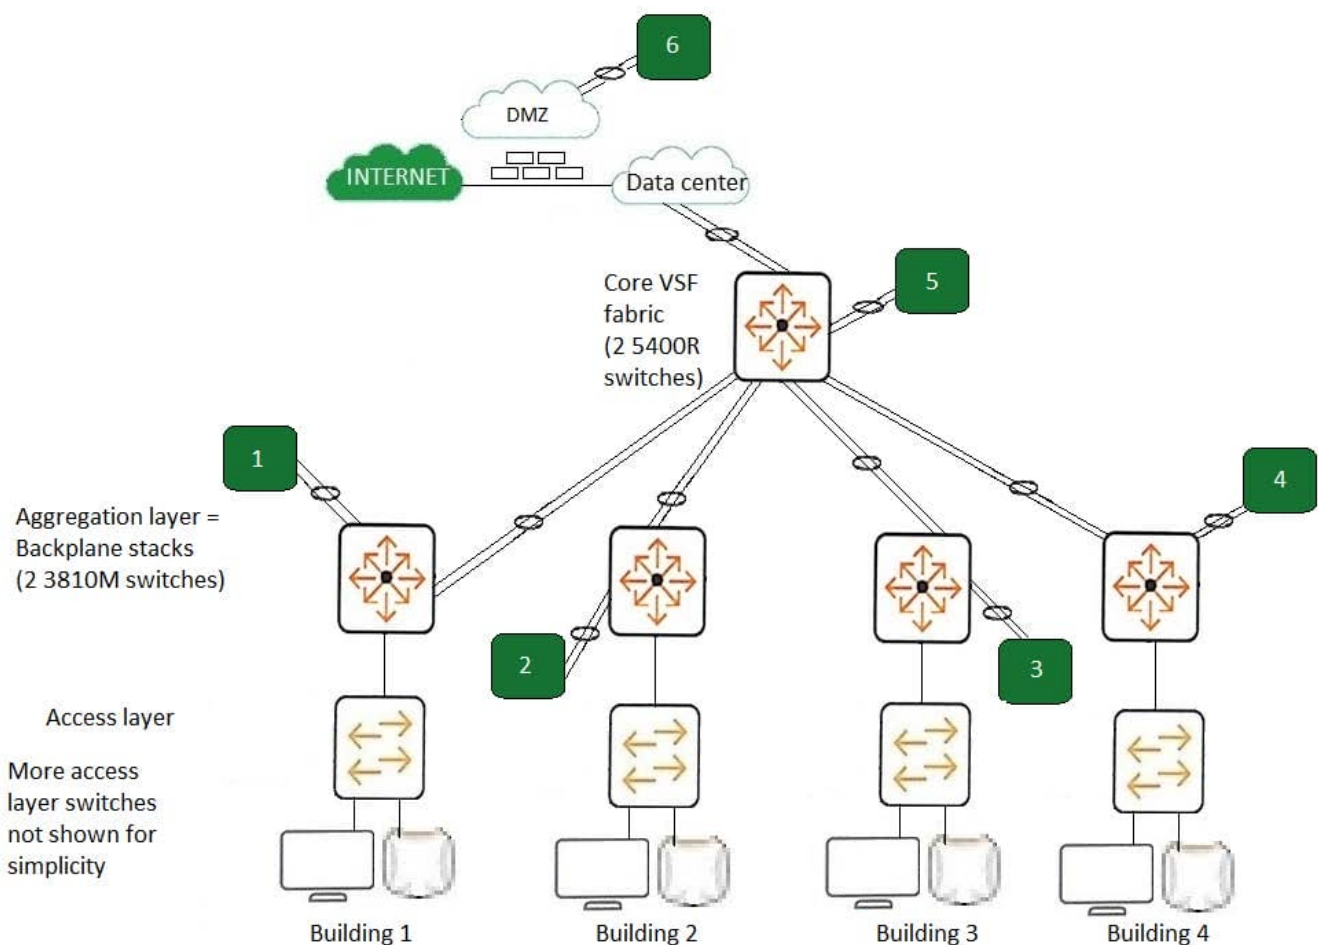 6
DMZ
INTERNET
Data center
Core VSF
fabric
(2 5400R
switches)
5
1
4
Aggregation layer =
Backplane stacks
(2 3810M switches)
2
3
Access layer
More access
layer switches
not shown for
simplicity
Building 1
Building 2
Building 3
Building 4